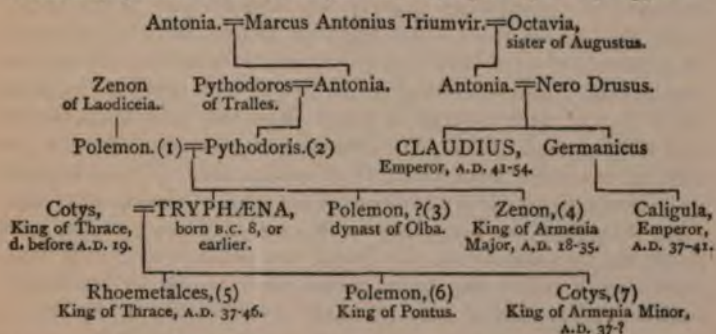 Antonia.=Marcus Antonius Triumvir.=Octavia,
sister of Augustus.
Zenon
of Laodiceia.
Pythodoros=Antonia.
of Tralles.
Antonia.=Nero Drusus.
Polemon.(1)=Pythodoris.(2)
CLAUDIUS,
Emperor, A.D. 41-54.
Germanicus
Cotys,
King of Thrace,
d. before A.D. 19.
=TRYPHÆNA,
born B.C. 8, or
earlier.
Polemon, ?(3)
dynast of Olba.
Zenon,(4)
King of Armenia
Major, A.D. 18-35.
Caligula,
Emperor,
A.D. 37-41.
Rhoemetalces,(5)
King of Thrace, A.D. 37-46.
Polemon,(6)
King of Pontus.
Cotys,(7)
King of Armenia Minor,
A.D. 37-?